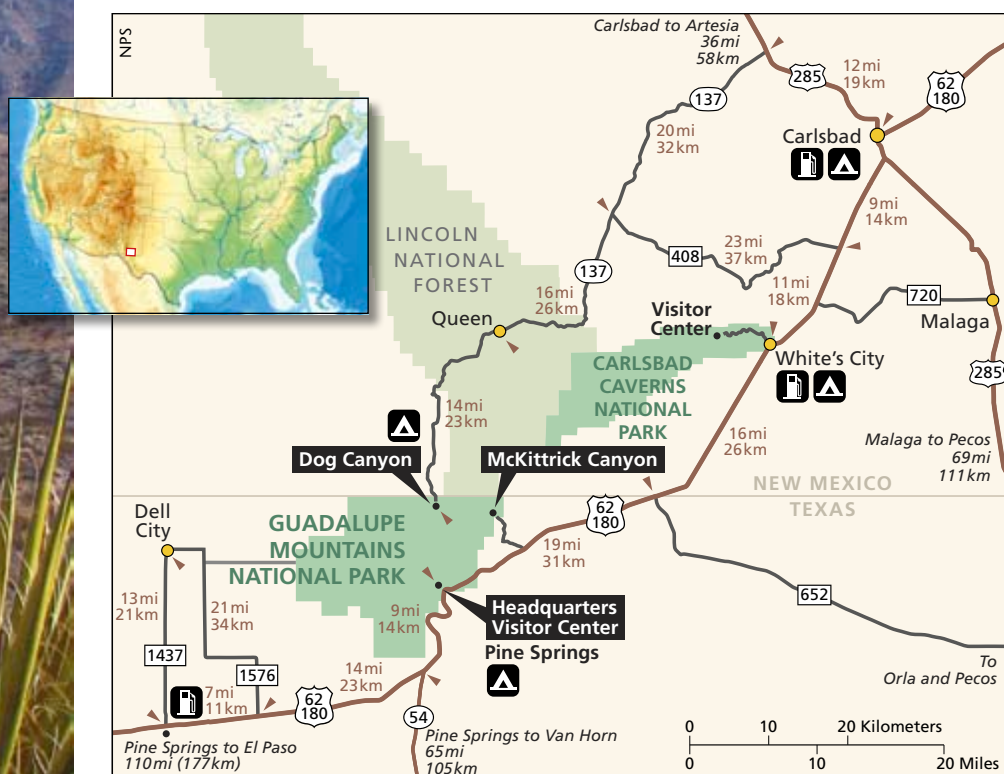 NPS
Carlsbad to Artesia
36mi
58km
285
12mi
19km
62
180
137
20mi
32km
Carlsbad
9mi
14km
LINCOLN
NATIONAL
FOREST
23mi
37km
408
137
11mi
18km
16mi
26km
720
Queen
Visitor
Center
Malaga
White's City
CARLSBAD
CAVERNS
NATIONAL
PARK
285
14mi
23km
16mi
26km
Malaga to Pecos
69mi
111km
Dog Canyon
McKittrick Canyon
NEW MEXICO
TEXAS
Dell
City
62
180
GUADALUPE
MOUNTAINS
NATIONAL PARK
19mi
31km
13mi
21km
21mi
34km
9mi
14km
652
Headquarters
Visitor Center
Pine Springs
1437
1576
14mi
23km
To
Orla and Pecos
7mi
11km
62
180
54
Pine Springs to El Paso
110mi (177km)
Pine Springs to Van Horn
65mi
105km
0 10 20 Kilometers
0 10 20 Miles